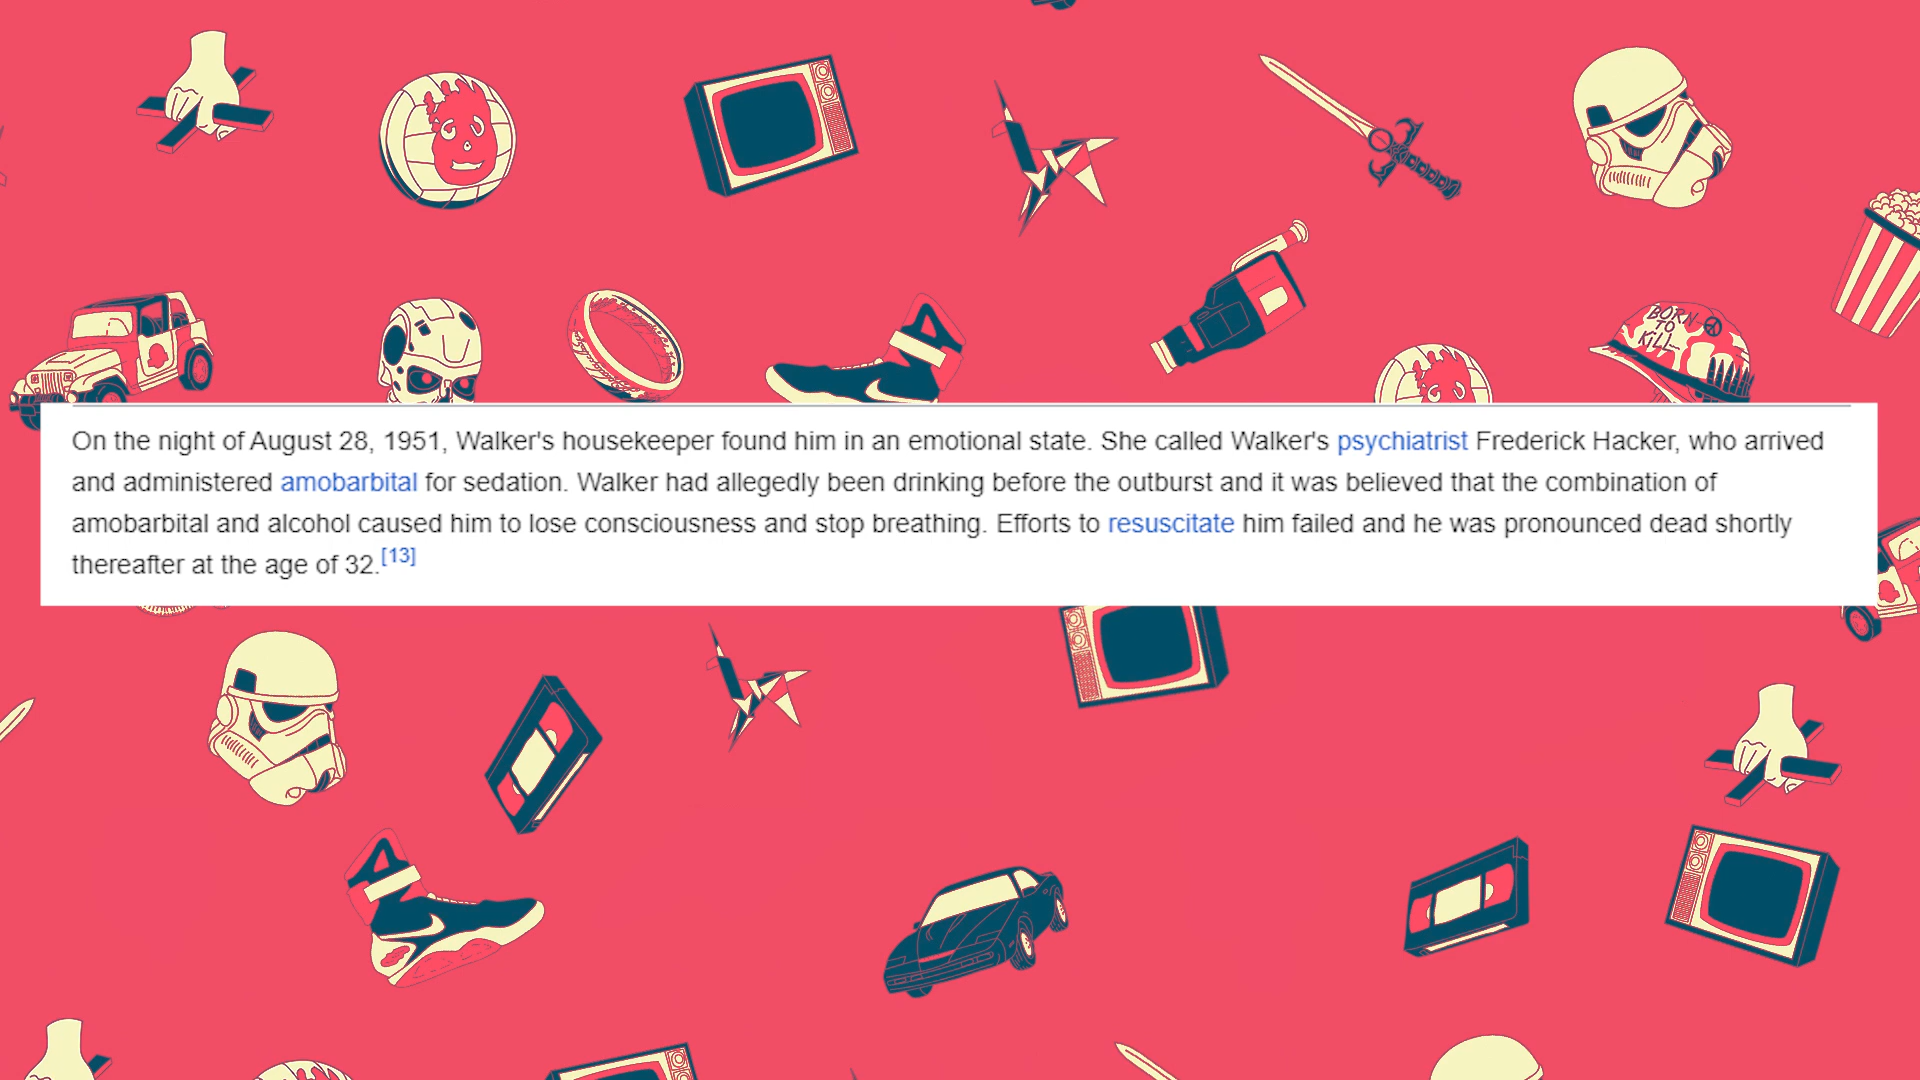 BORN
TO
KILL
On the night of August 28, 1951, Walker's housekeeper found him in an emotional state. She called Walker's psychiatrist Frederick Hacker, who arrived
and administered amobarbital for sedation. Walker had allegedly been drinking before the outburst and it was believed that the combination of
amobarbital and alcohol caused him to lose consciousness and stop breathing. Efforts to resuscitate him failed and he was pronounced dead shortly
thereafter at the age of 32.[13]